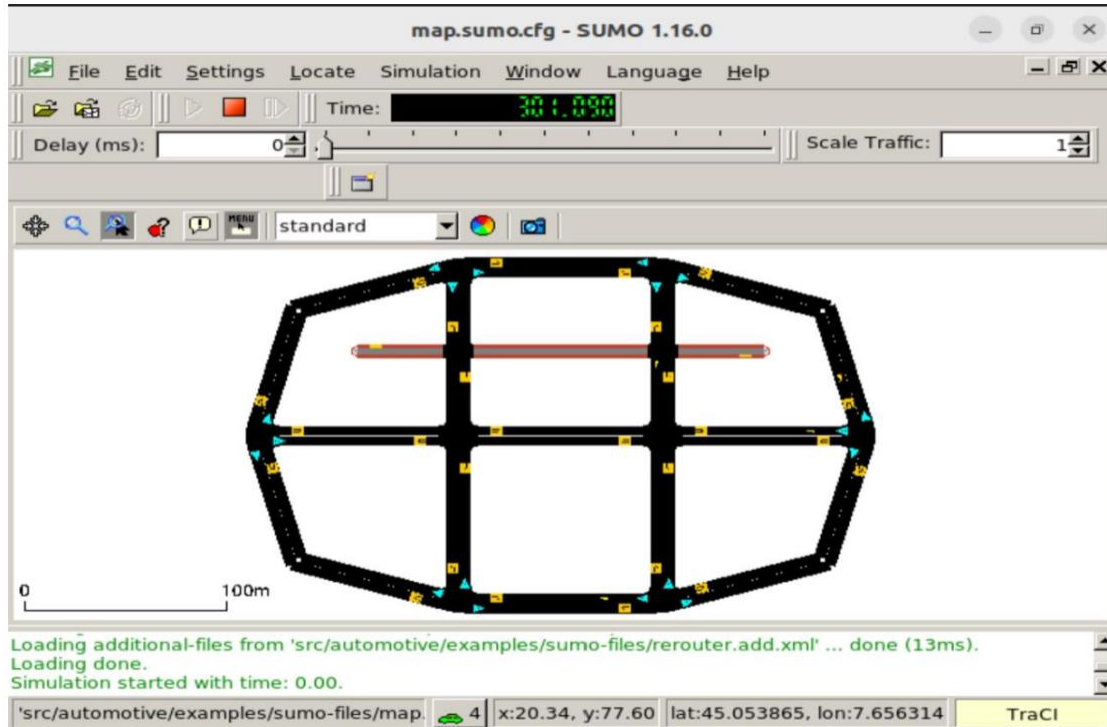 map.sumo.cfg - SUMO 1.16.0
File Edit Settings Locate Simulation Window Language Help
Time: 301.090
Delay (ms): 0 Scale Traffic: 1
MENU standard
0 100m
Loading additional-files from 'src/automotive/examples/sumo-files/rerouter.add.xml' ... done (13ms).
Loading done.
Simulation started with time: 0.00.
'src/automotive/examples/sumo-files/map. 4 x:20.34, y:77.60 lat:45.053865, lon:7.656314 TraCI